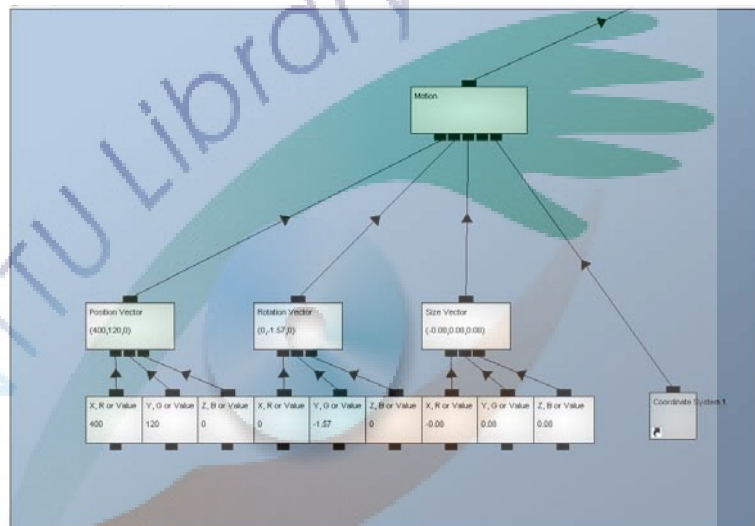 Motion
Position Vector
(400,120,0)
Rotation Vector
(0,-1.57,0)
Size Vector
(-0.08,0.08,0.08)
X, R or Value
400
Y, G or Value
120
Z, B or Value
0
X, R or Value
0
Y, G or Value
-1.57
Z, B or Value
0
X, R or Value
-0.08
Y, G or Value
0.08
Z, B or Value
0.08
Coordinate System.1
TU Library